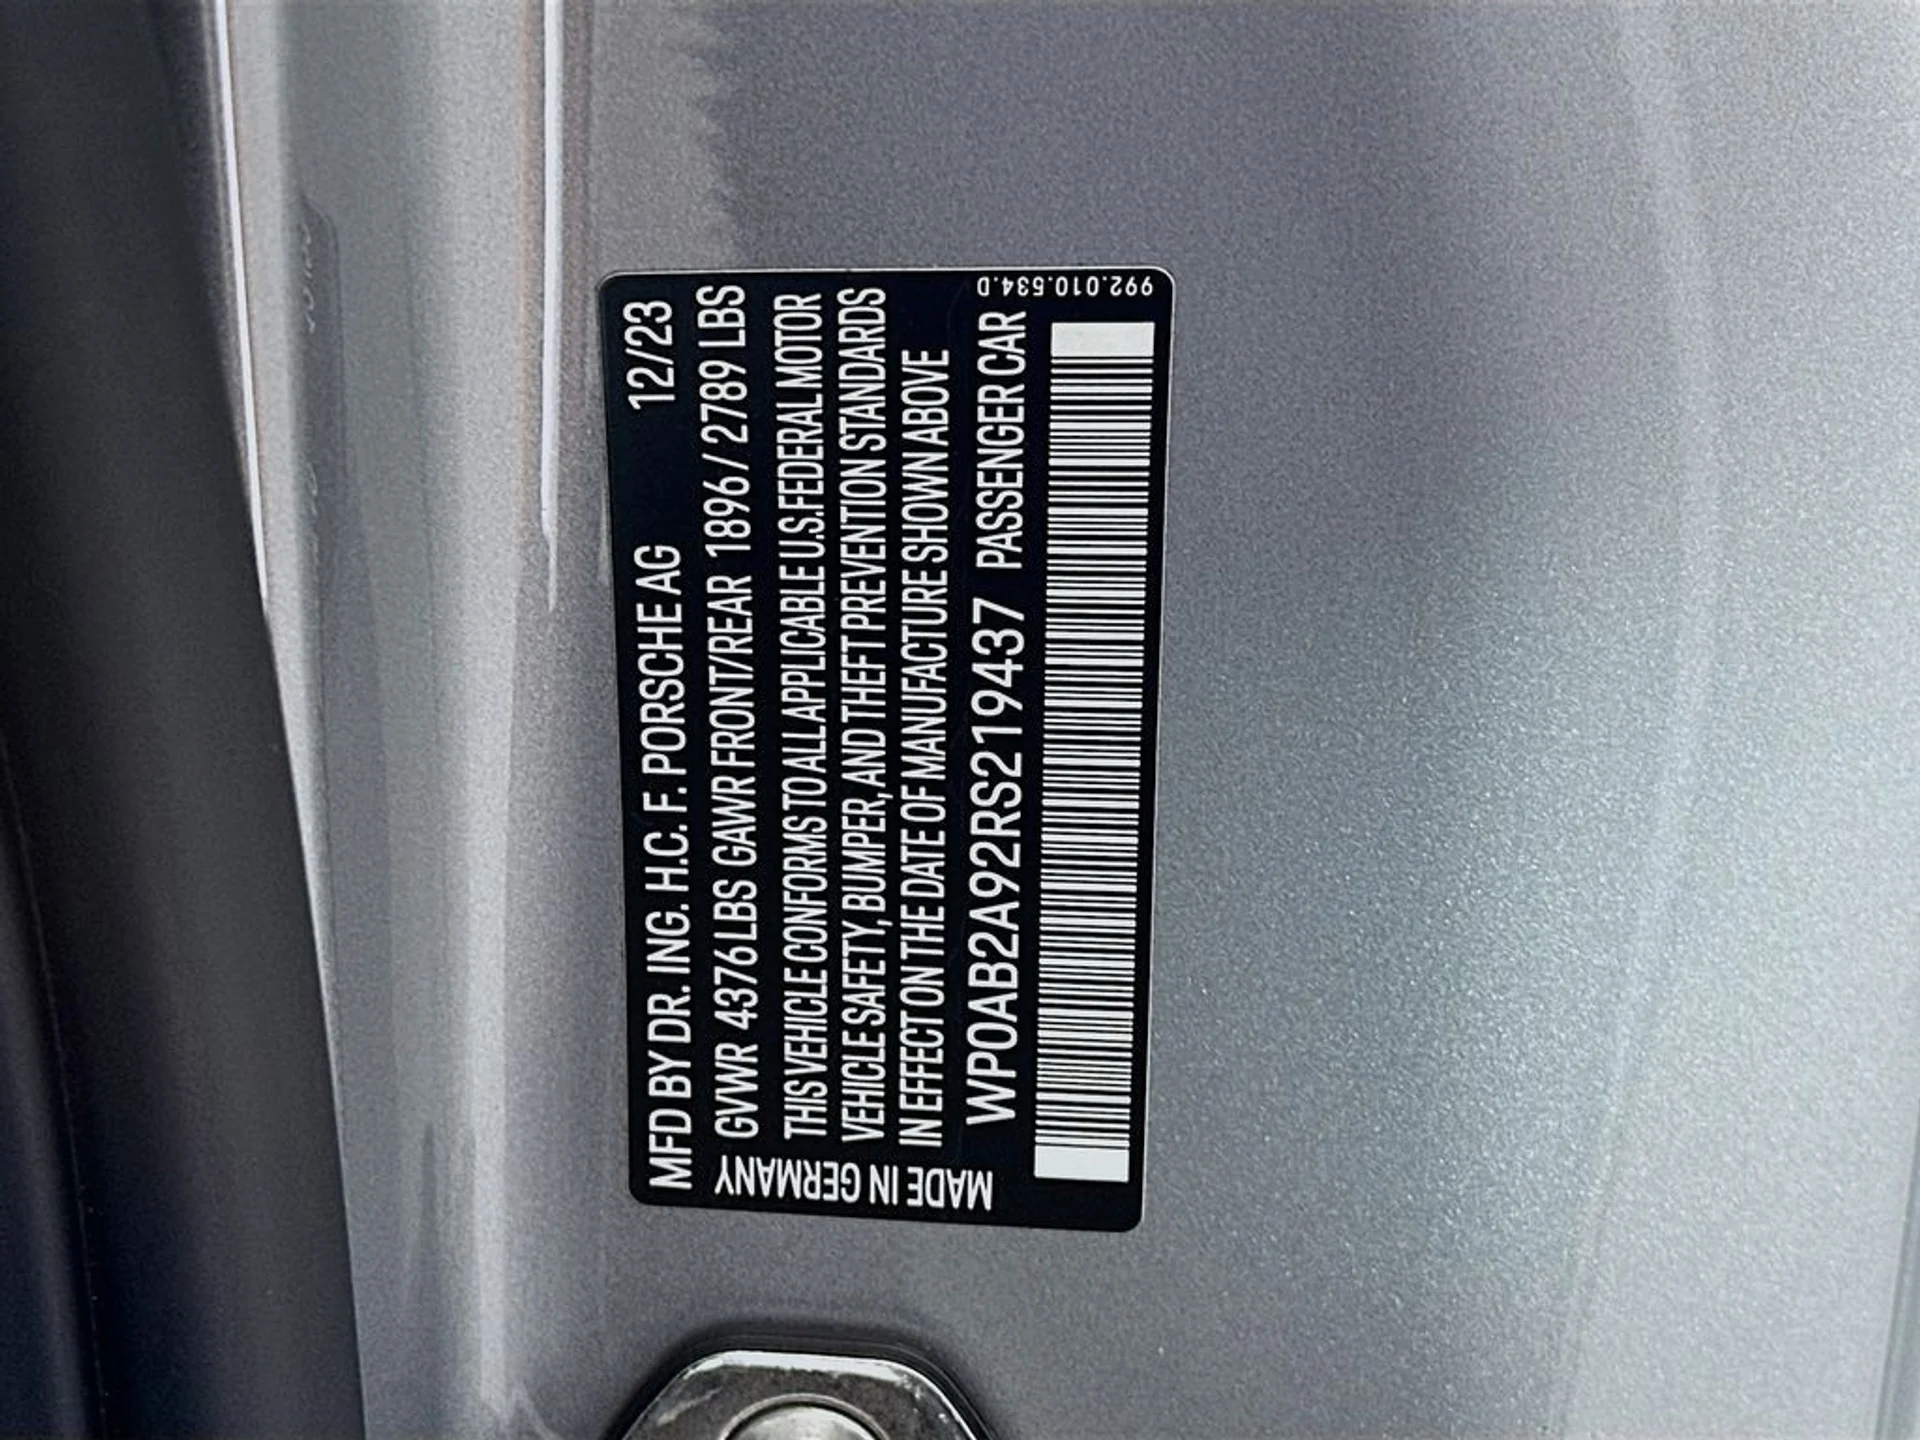 MFD BY DR. ING. H.C. F. PORSCHE AG 12/23
GVWR 4376 LBS GAWR FRONT/REAR 1896 / 2789 LBS
THIS VEHICLE CONFORMS TO ALL APPLICABLE U.S. FEDERAL MOTOR
VEHICLE SAFETY, BUMPER, AND THEFT PREVENTION STANDARDS
IN EFFECT ON THE DATE OF MANUFACTURE SHOWN ABOVE
WP0AB2A92RS219437 PASSENGER CAR
MADE IN GERMANY
992.010.534.D